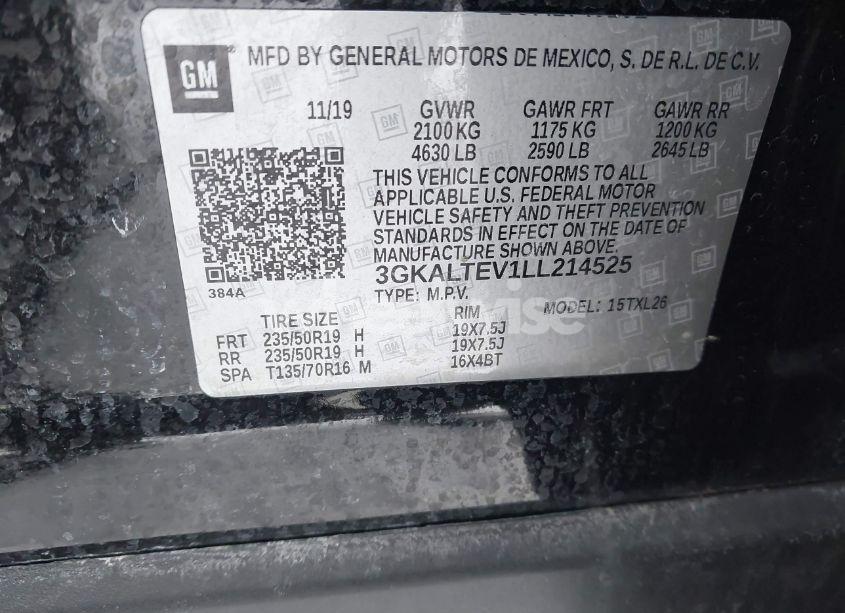 GM
MFD BY GENERAL MOTORS DE MEXICO, S. DE R.L. DE C.V.
11/19 GVWR GAWR FRT GAWR RR
2100 KG 1175 KG 1200 KG
4630 LB 2590 LB 2645 LB
THIS VEHICLE CONFORMS TO ALL
APPLICABLE U.S. FEDERAL MOTOR
VEHICLE SAFETY AND THEFT PREVENTION
STANDARDS IN EFFECT ON THE DATE OF
MANUFACTURE SHOWN ABOVE.
3GKALTEV1LL214525
384A
TYPE: M.P.V. MODEL: 15TXL26
TIRE SIZE RIM
FRT 235/50R19 H 19X7.5J
RR 235/50R19 H 19X7.5J
SPA T135/70R16 M 16X4BT